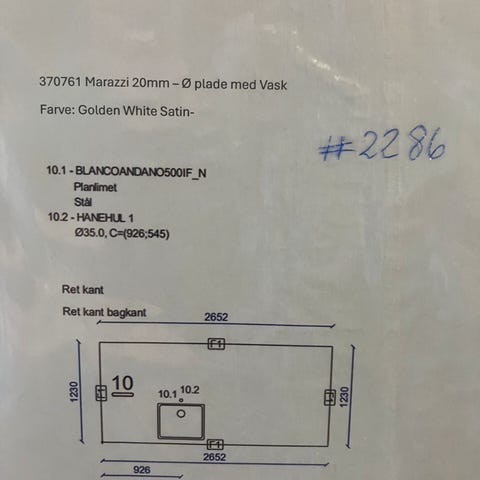 370761 Marazzi 20mm – Ø plade med Vask
Farve: Golden White Satin-
#2286
10.1 - BLANCOANDANO500IF_N
Planlimet
Stål
10.2 - HANEHUL 1
Ø35.0, C=(926;545)
Ret kant
Ret kant bagkant
2652
F1
1230
F1
10
10.1 10.2
1230
F1
2652
926